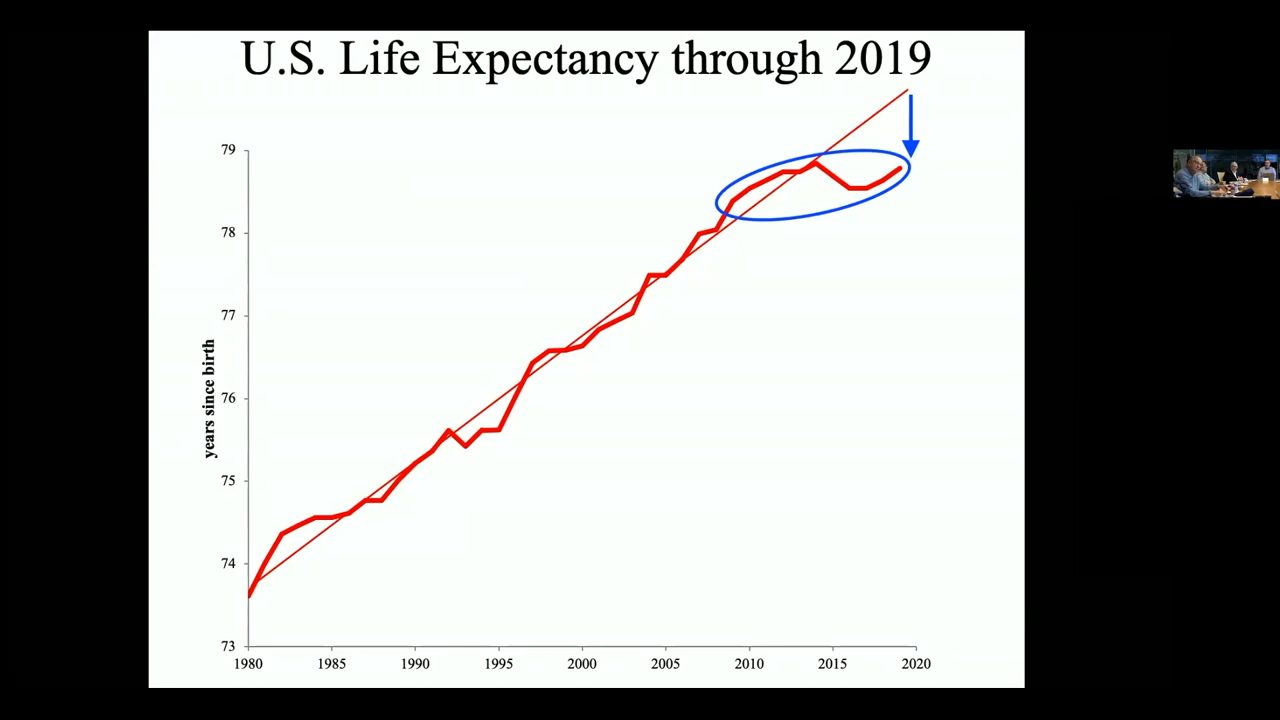 U.S. Life Expectancy through 2019
79
78
77
76
75
74
73
years since birth
1980 1985 1990 1995 2000 2005 2010 2015 2020